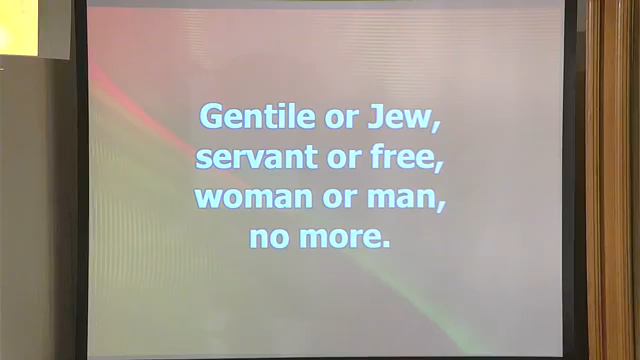 Gentile or Jew,
servant or free,
woman or man,
no more.